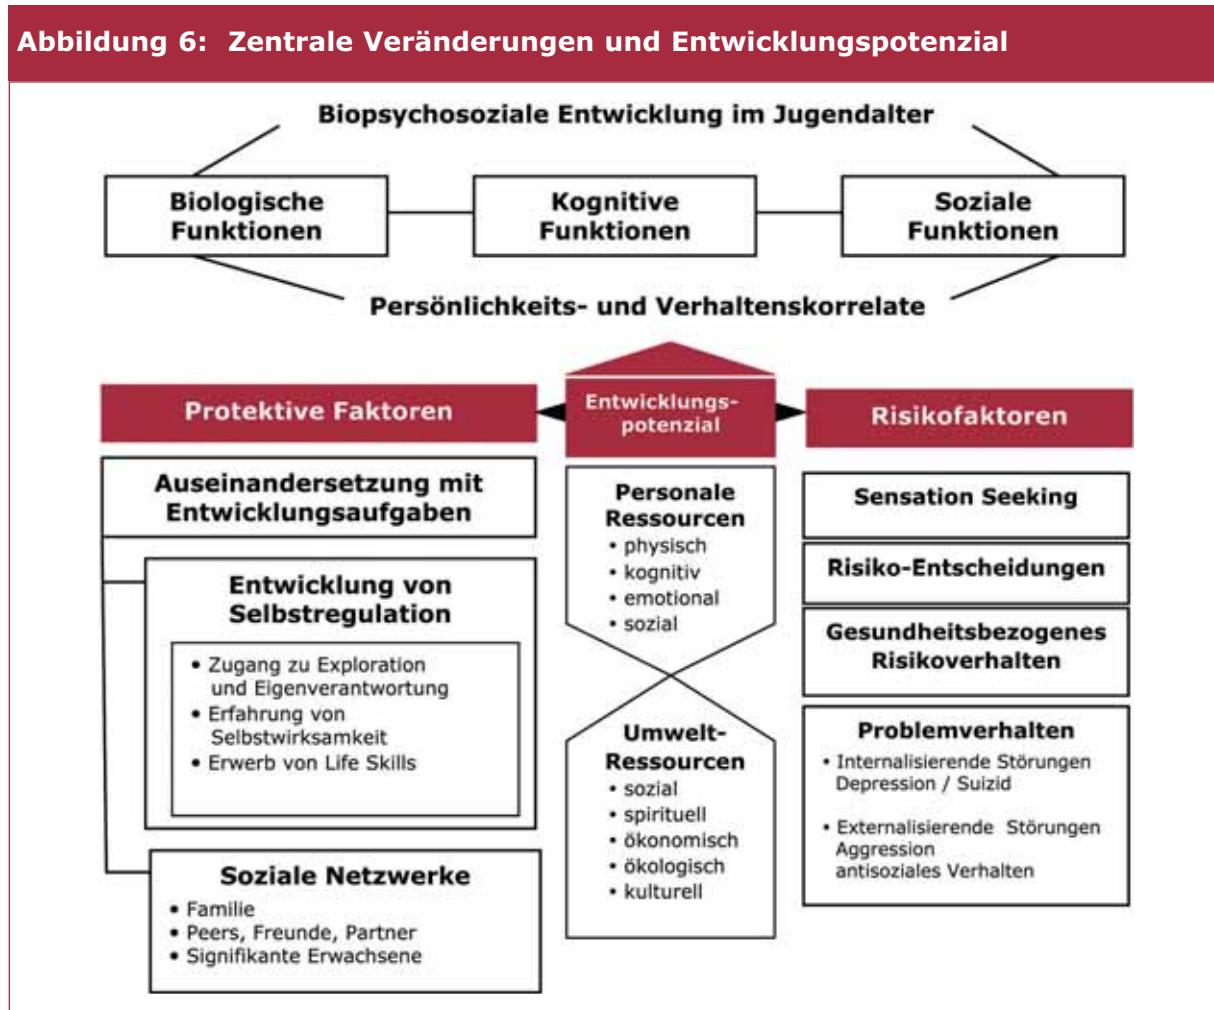 Abbildung 6: Zentrale Veränderungen und Entwicklungspotenzial
Biopsychosoziale Entwicklung im Jugendalter
Biologische
Funktionen
Kognitive
Funktionen
Soziale
Funktionen
Persönlichkeits- und Verhaltenskorrelate
Protektive Faktoren
Entwicklungs-
potenzial
Risikofaktoren
Auseinandersetzung mit
Entwicklungsaufgaben
Entwicklung von
Selbstregulation
• Zugang zu Exploration
und Eigenverantwortung
• Erfahrung von
Selbstwirksamkeit
• Erwerb von Life Skills
Soziale Netzwerke
• Familie
• Peers, Freunde, Partner
• Signifikante Erwachsene
Personale
Ressourcen
• physisch
• kognitiv
• emotional
• sozial
Umwelt-
Ressourcen
• sozial
• spirituell
• ökonomisch
• ökologisch
• kulturell
Sensation Seeking
Risiko-Entscheidungen
Gesundheitsbezogenes
Risikoverhalten
Problemverhalten
• Internalisierende Störungen
Depression / Suizid
• Externalisierende Störungen
Aggression
antisoziales Verhalten